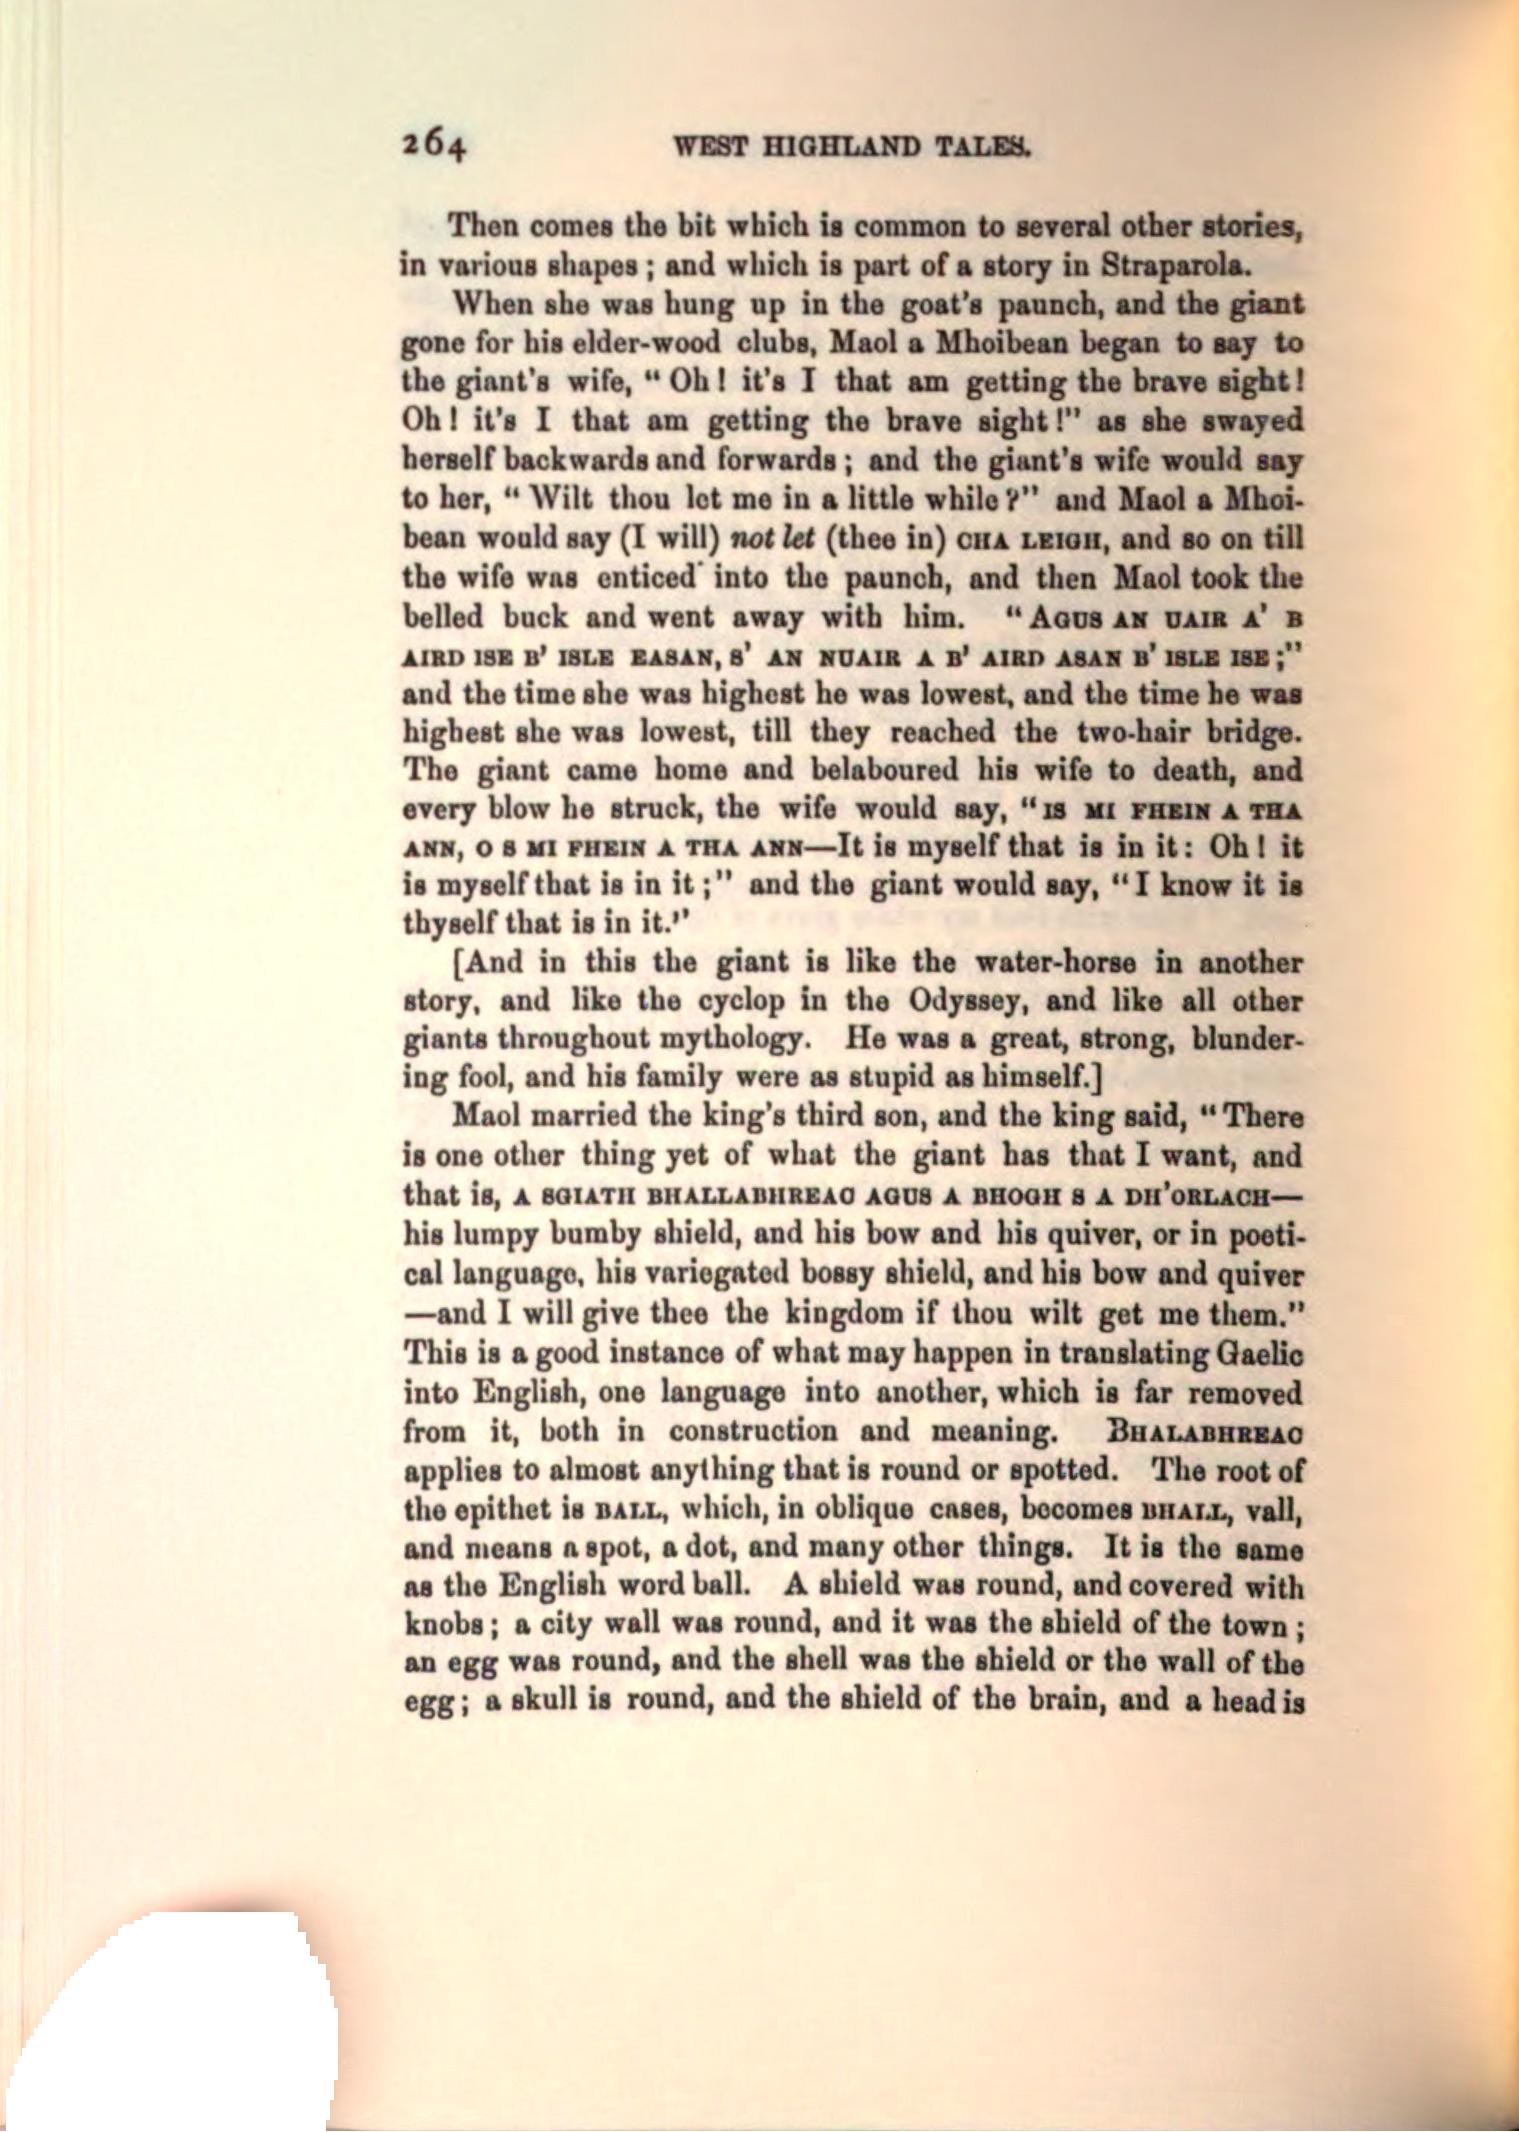 264 WEST HIGHLAND TALES.
Then comes the bit which is common to several other stories,
in various shapes; and which is part of a story in Straparola.
When she was hung up in the goat's paunch, and the giant
gone for his elder-wood clubs, Maol a Mhoibean began to say to
the giant's wife, "Oh! it's I that am getting the brave sight!
Oh! it's I that am getting the brave sight!" as she swayed
herself backwards and forwards; and the giant's wife would say
to her, "Wilt thou let me in a little while?" and Maol a Mhoi-
bean would say (I will) not let (thee in) CHA LEIGH, and so on till
the wife was enticed into the paunch, and then Maol took the
belled buck and went away with him. "AGUS AN UAIR A' B
AIRD ISE B' ISLE EASAN, S' AN NUAIR A B' AIRD ASAN B' ISLE ISE;"
and the time she was highest he was lowest, and the time he was
highest she was lowest, till they reached the two-hair bridge.
The giant came home and belaboured his wife to death, and
every blow he struck, the wife would say, "IS MI FHEIN A THA
ANN, O S MI FHEIN A THA ANN—It is myself that is in it: Oh! it
is myself that is in it;" and the giant would say, "I know it is
thyself that is in it."
[And in this the giant is like the water-horse in another
story, and like the cyclop in the Odyssey, and like all other
giants throughout mythology. He was a great, strong, blunder-
ing fool, and his family were as stupid as himself.]
Maol married the king's third son, and the king said, "There
is one other thing yet of what the giant has that I want, and
that is, A SGIATH BHALLABHREAC AGUS A BHOGH S A DH'ORLACH—
his lumpy bumby shield, and his bow and his quiver, or in poeti-
cal language, his variegated bossy shield, and his bow and quiver
—and I will give thee the kingdom if thou wilt get me them."
This is a good instance of what may happen in translating Gaelic
into English, one language into another, which is far removed
from it, both in construction and meaning. BHALABHREAC
applies to almost anything that is round or spotted. The root of
the epithet is BALL, which, in oblique cases, becomes BHALL, vall,
and means a spot, a dot, and many other things. It is the same
as the English word ball. A shield was round, and covered with
knobs; a city wall was round, and it was the shield of the town;
an egg was round, and the shell was the shield or the wall of the
egg; a skull is round, and the shield of the brain, and a head is